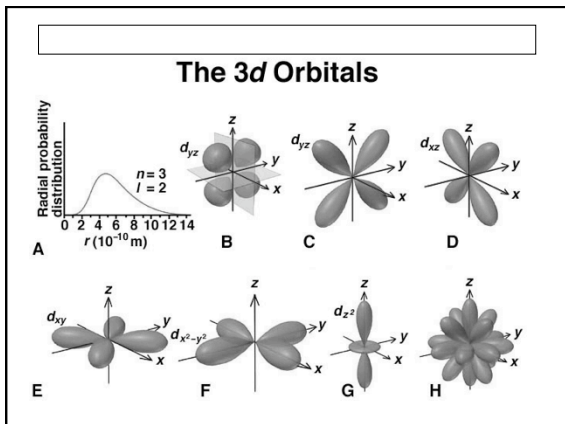 The 3d Orbitals
Radial probability
distribution
n = 3
l = 2
0 2 4 6 8 10 12 14
r (10⁻¹⁰ m)
A
z
d_yz
y
x
B
z
d_yz
y
x
C
z
d_xz
y
x
D
z
d_xy
y
x
E
z
d_x²−y²
y
x
F
z
d_z²
y
x
G
z
y
x
H